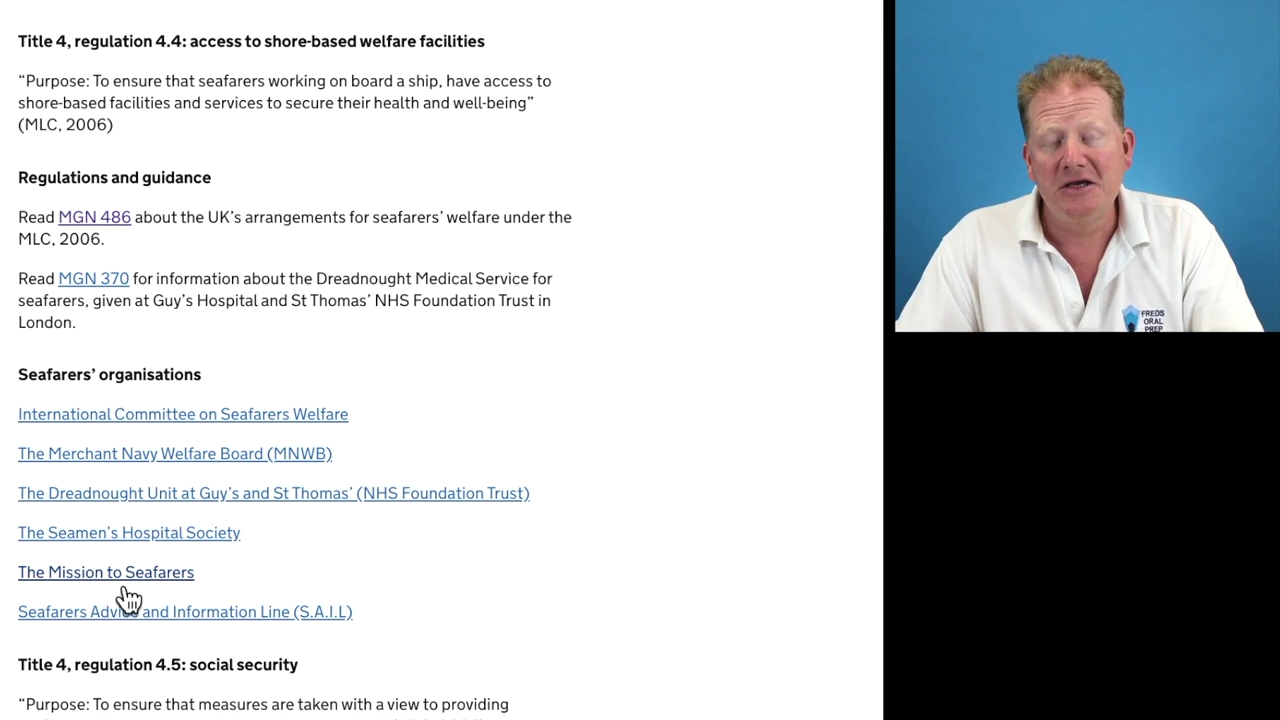 Title 4, regulation 4.4: access to shore-based welfare facilities
“Purpose: To ensure that seafarers working on board a ship, have access to
shore-based facilities and services to secure their health and well-being”
(MLC, 2006)
Regulations and guidance
Read MGN 486 about the UK’s arrangements for seafarers’ welfare under the
MLC, 2006.
Read MGN 370 for information about the Dreadnought Medical Service for
seafarers, given at Guy’s Hospital and St Thomas’ NHS Foundation Trust in
London.
Seafarers’ organisations
International Committee on Seafarers Welfare
The Merchant Navy Welfare Board (MNWB)
The Dreadnought Unit at Guy’s and St Thomas’ (NHS Foundation Trust)
The Seamen’s Hospital Society
The Mission to Seafarers
Seafarers Advice and Information Line (S.A.I.L)
Title 4, regulation 4.5: social security
“Purpose: To ensure that measures are taken with a view to providing
FREDS
ORAL
PREP